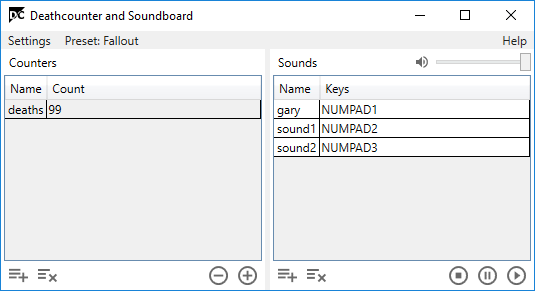 DC Deathcounter and Soundboard
Settings Preset: Fallout Help
Counters
Name Count
deaths 99
Sounds
Name Keys
gary NUMPAD1
sound1 NUMPAD2
sound2 NUMPAD3